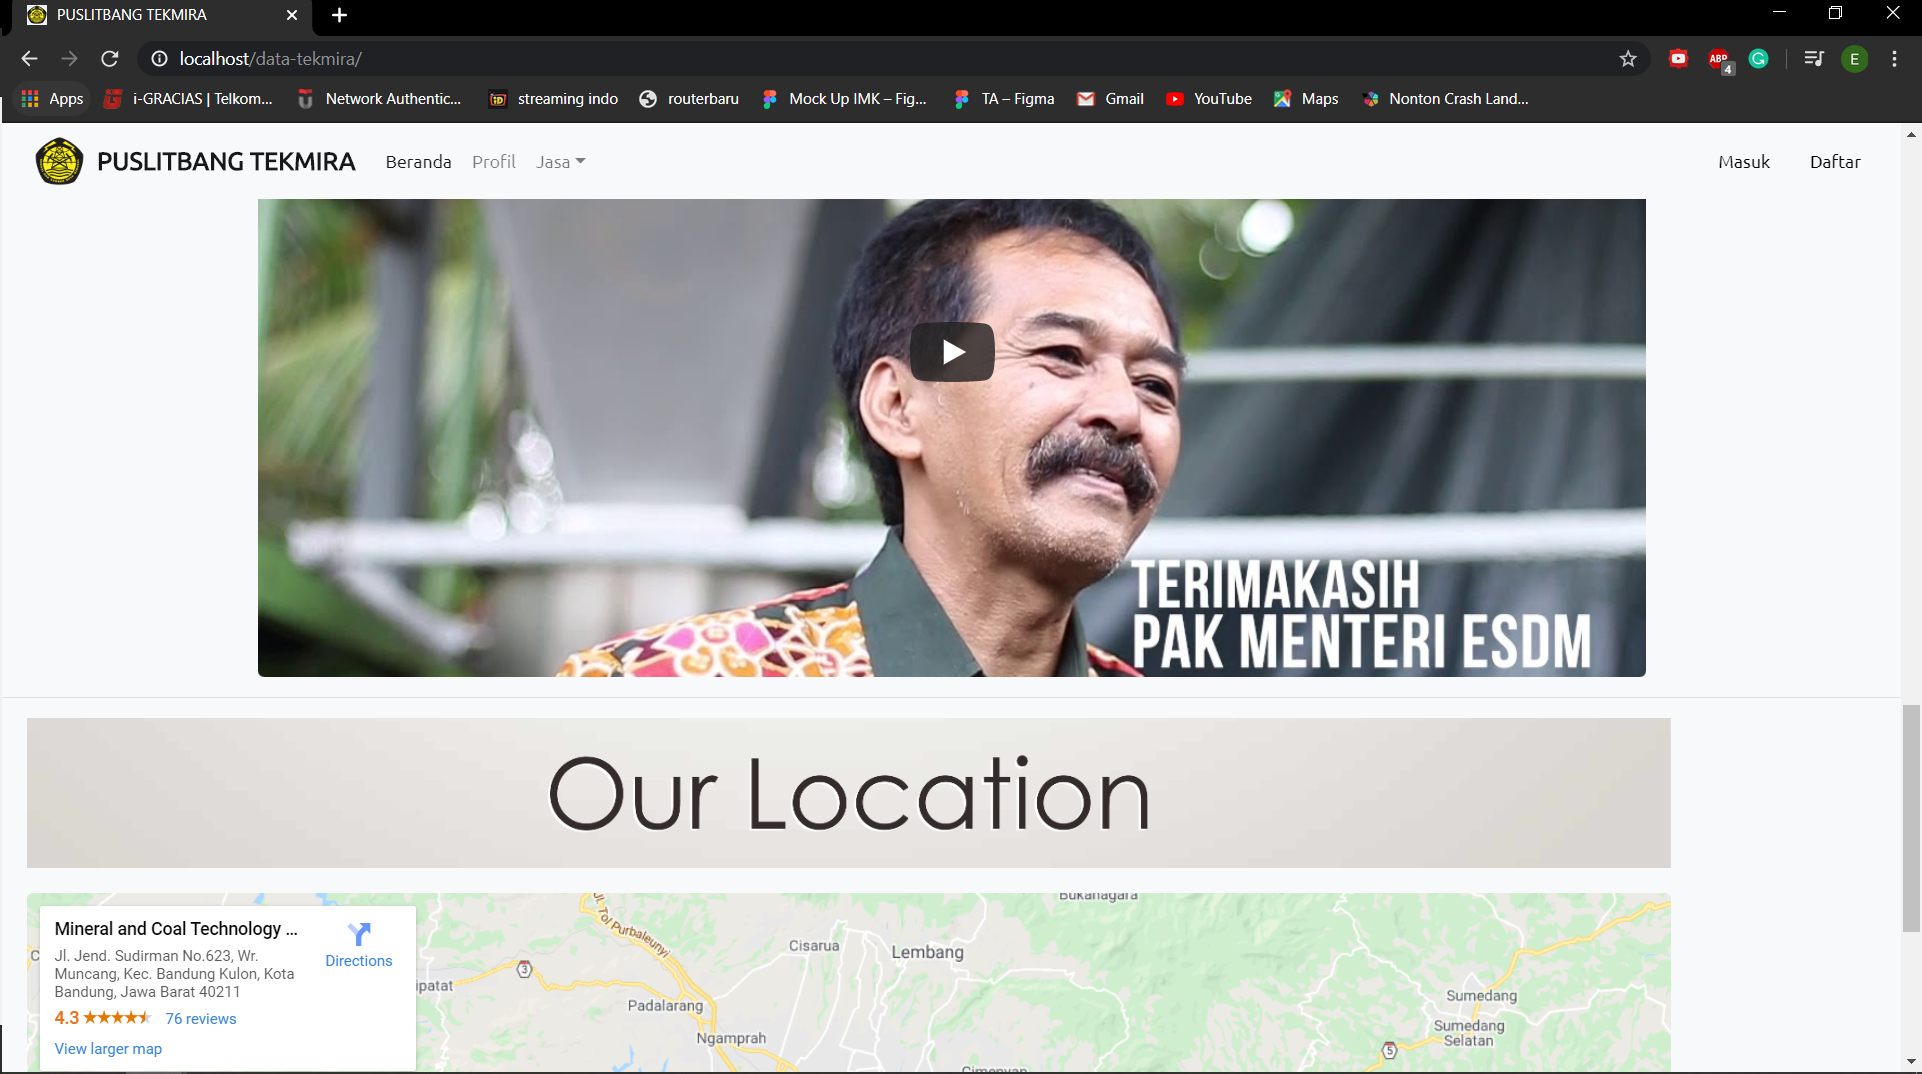 PUSLITBANG TEKMIRA
localhost/data-tekmira/
ABP
4
E
Apps
i-GRACIAS | Telkom...
Network Authentic...
streaming indo
routerbaru
Mock Up IMK – Fig...
TA – Figma
Gmail
YouTube
Maps
Nonton Crash Land...
PUSLITBANG TEKMIRA
Beranda
Profil
Jasa
Masuk
Daftar
TERIMAKASIH
PAK MENTERI ESDM
Our Location
Mineral and Coal Technology ...
Jl. Jend. Sudirman No.623, Wr.
Muncang, Kec. Bandung Kulon, Kota
Bandung, Jawa Barat 40211
4.3
76 reviews
View larger map
Directions
Jl. Tol Purbaleunyi
Bukanagara
Cisarua
Lembang
3
ipatat
Padalarang
Ngamprah
Cimenyan
Sumedang
Sumedang
Selatan
5